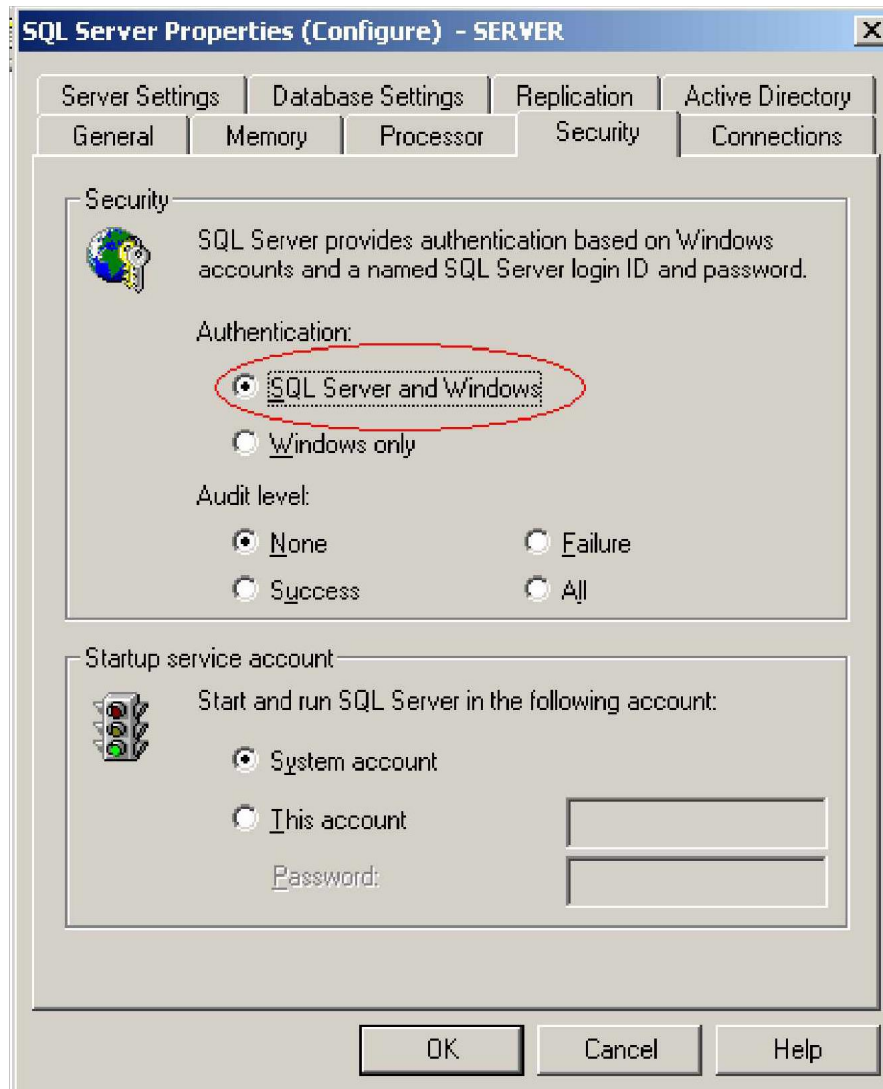 SQL Server Properties (Configure) - SERVER
Server Settings Database Settings Replication Active Directory
General Memory Processor Security Connections
Security
SQL Server provides authentication based on Windows
accounts and a named SQL Server login ID and password.
Authentication:
SQL Server and Windows
Windows only
Audit level:
None Failure
Success All
Startup service account
Start and run SQL Server in the following account:
System account
This account
Password:
OK Cancel Help